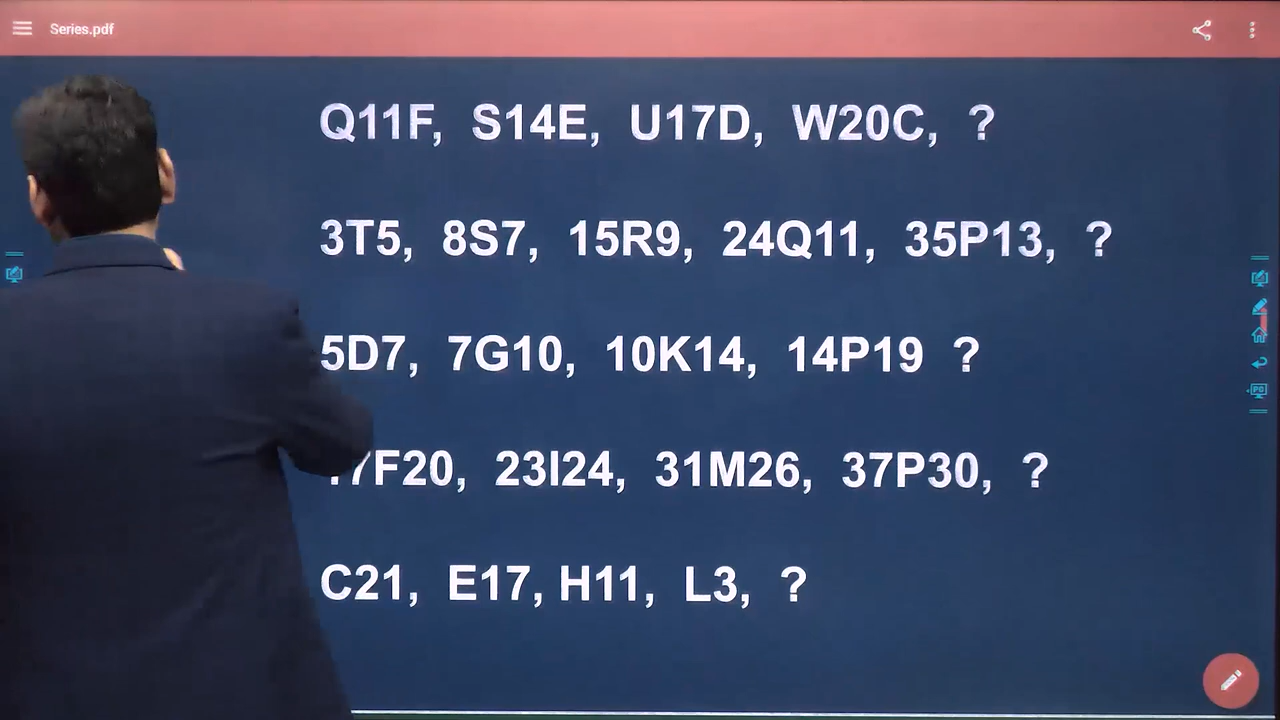 Series.pdf
Q11F, S14E, U17D, W20C, ?
3T5, 8S7, 15R9, 24Q11, 35P13, ?
5D7, 7G10, 10K14, 14P19 ?
23I24, 31M26, 37P30, ?
C21, E17, H11, L3, ?